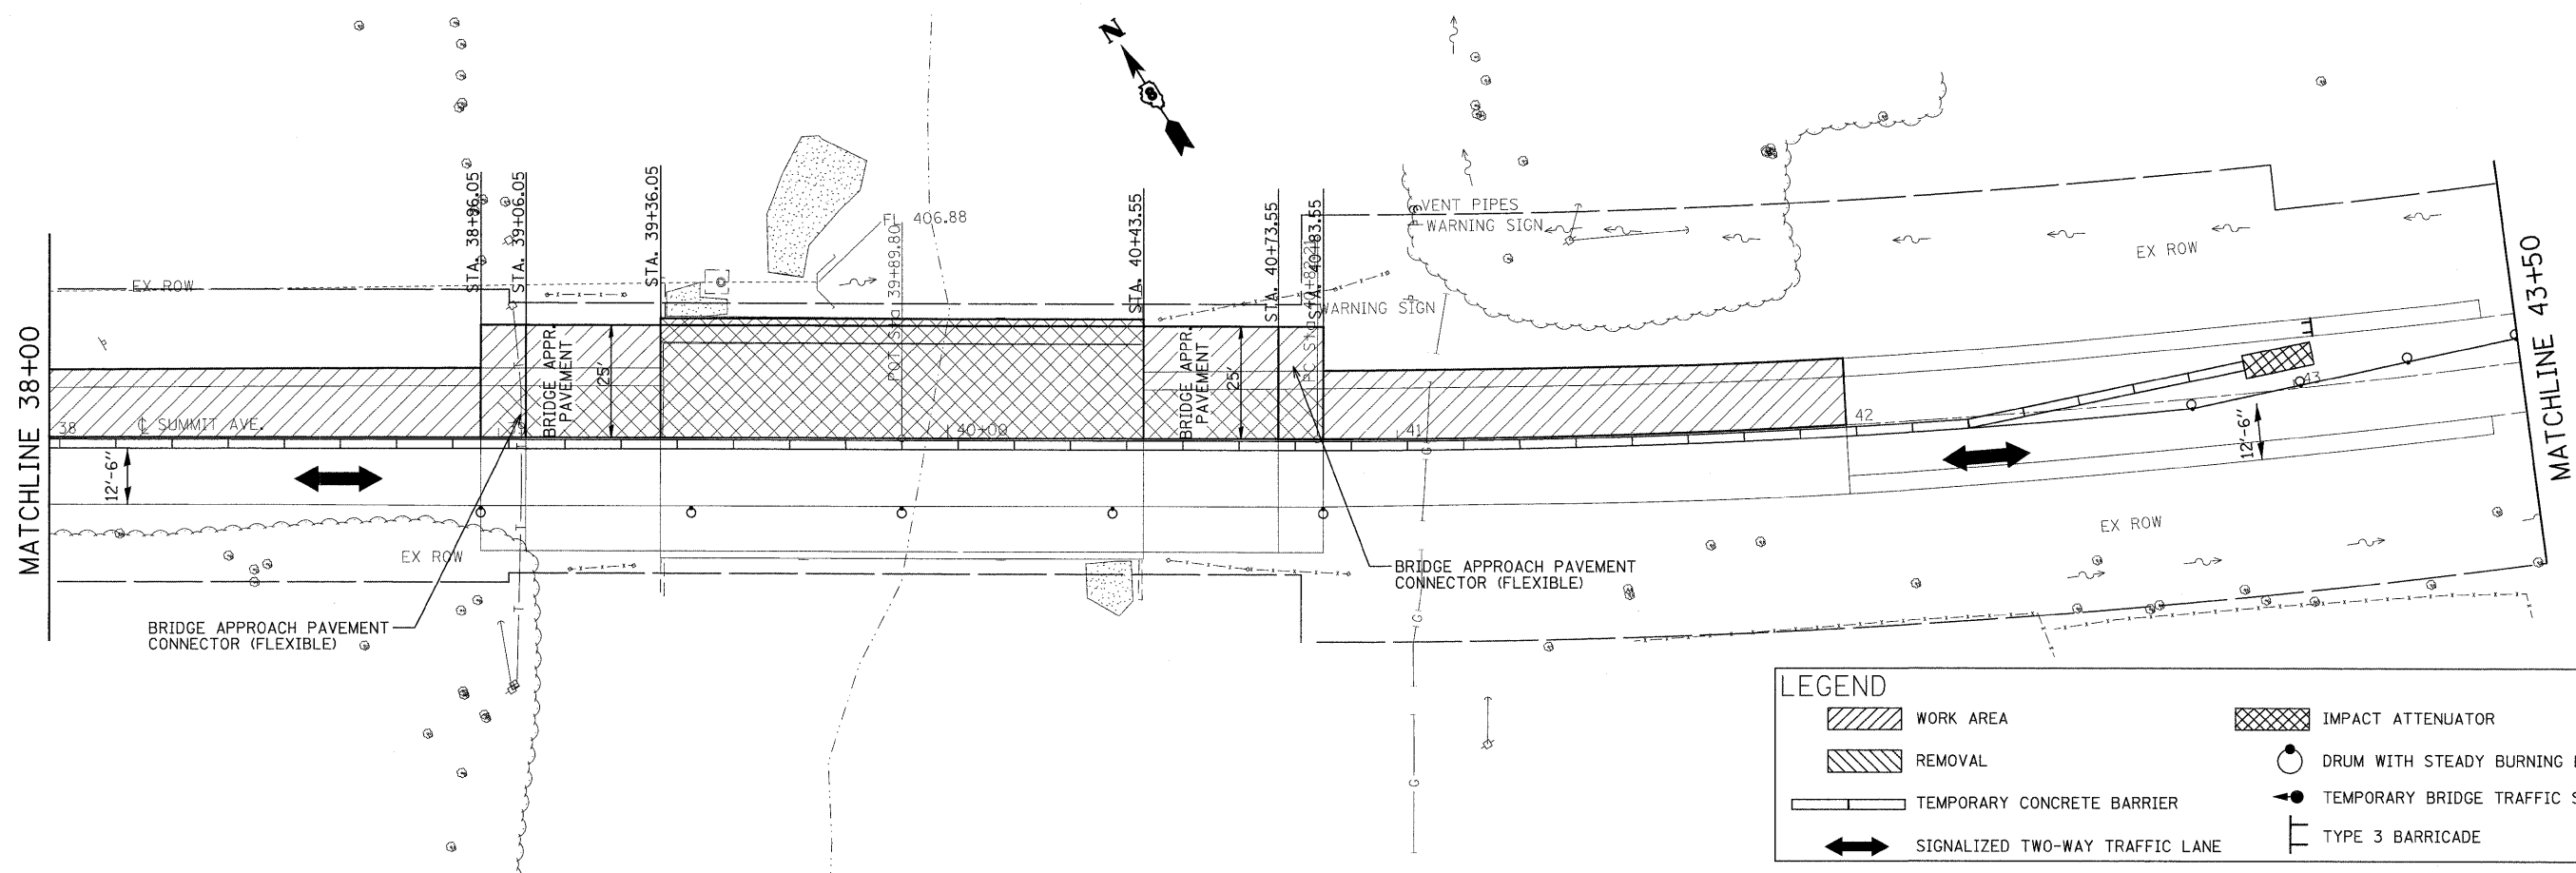 N
8
MATCHLINE 38+00
EX ROW
STA. 38+96.05
STA. 39+06.05
STA. 39+36.05
FL 406.88
POT Sta 39+89.80
STA. 40+43.55
STA. 40+73.55
STA. 40+83.55
VENT PIPES
WARNING SIGN
WARNING SIGN
EX ROW
MATCHLINE 43+50
BRIDGE APPR.
PAVEMENT
25'
BRIDGE APPR.
PAVEMENT
25'
38
℄ SUMMIT AVE.
40+00
41
42
43
12'-6"
12'-6"
T
T
G
G
G
EX ROW
EX ROW
BRIDGE APPROACH PAVEMENT
CONNECTOR (FLEXIBLE)
BRIDGE APPROACH PAVEMENT
CONNECTOR (FLEXIBLE)
LEGEND
WORK AREA
REMOVAL
TEMPORARY CONCRETE BARRIER
SIGNALIZED TWO-WAY TRAFFIC LANE
IMPACT ATTENUATOR
DRUM WITH STEADY BURNING
TEMPORARY BRIDGE TRAFFIC S
TYPE 3 BARRICADE